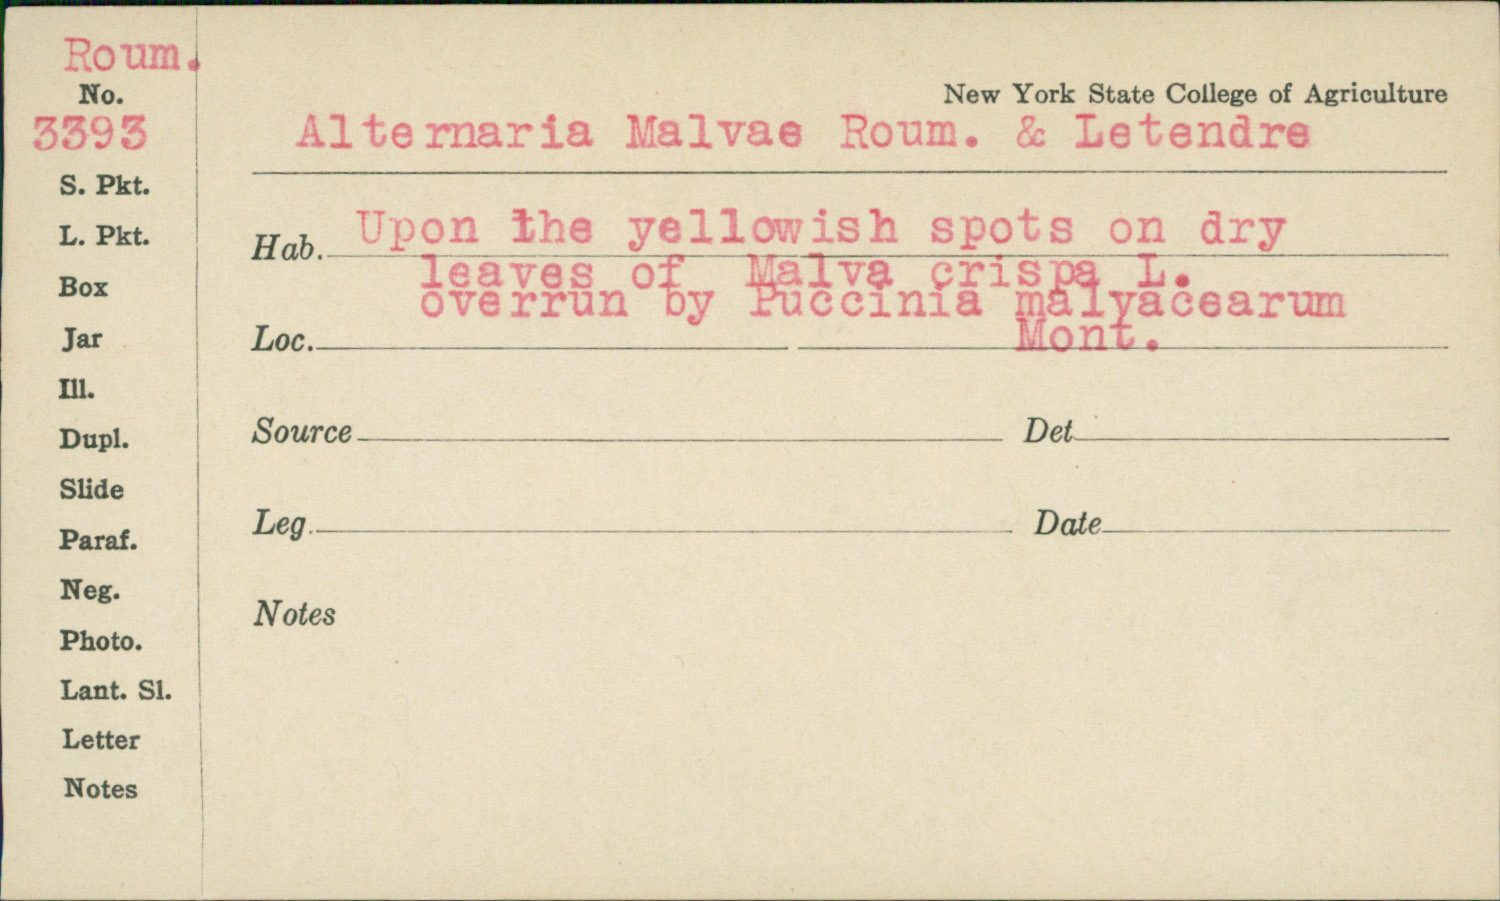 Roum.
No.
3393
S. Pkt.
L. Pkt.
Box
Jar
Ill.
Dupl.
Slide
Paraf.
Neg.
Photo.
Lant. Sl.
Letter
Notes
New York State College of Agriculture
Alternaria Malvae Roum. & Letendre
Hab. Upon the yellowish spots on dry
leaves of Malva crispa L.
overrun by Puccinia malvacearum
Loc. Mont.
Source Det
Leg. Date
Notes